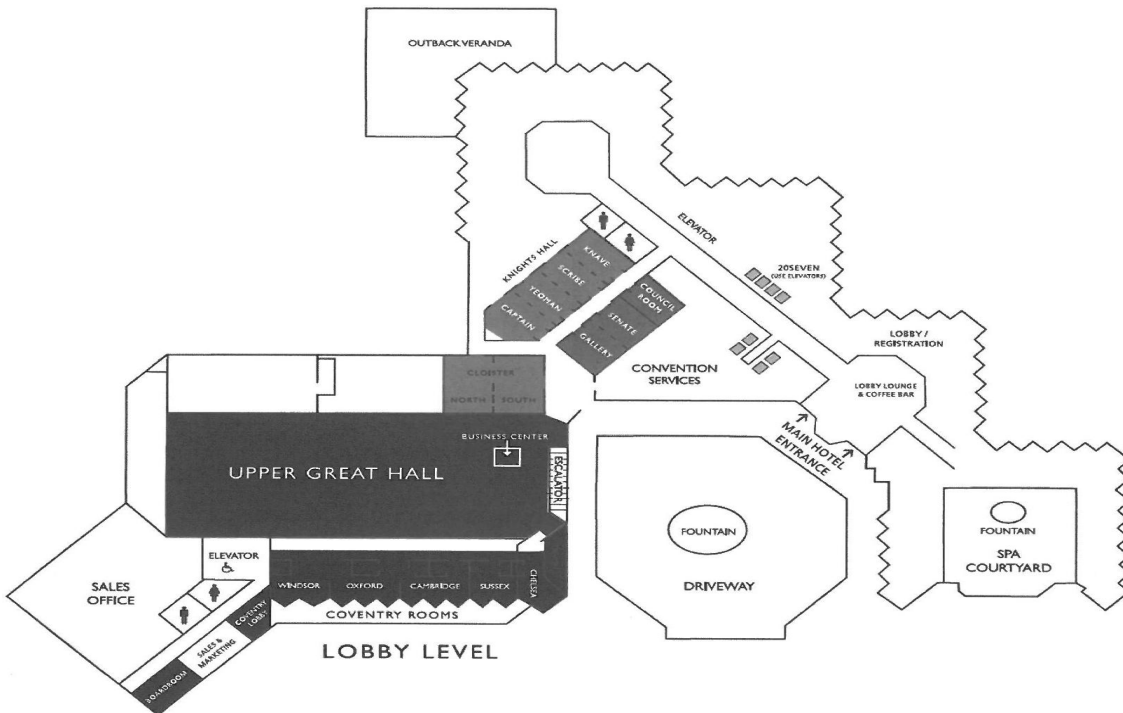 OUTBACK VERANDA
ELEVATOR
KNIGHTS HALL
KNAVE
SCRIBE
YEOMAN
CAPTAIN
COUNCIL
ROOM
SENATE
GALLERY
20SEVEN
(USE ELEVATORS)
LOBBY /
REGISTRATION
CONVENTION
SERVICES
LOBBY LOUNGE
& COFFEE BAR
MAIN HOTEL
ENTRANCE
CLOISTER
NORTH
SOUTH
BUSINESS CENTER
UPPER GREAT HALL
ESCALATOR
FOUNTAIN
DRIVEWAY
FOUNTAIN
SPA
COURTYARD
ELEVATOR
SALES
OFFICE
WINDSOR
OXFORD
CAMBRIDGE
SUSSEX
CHELSEA
COVENTRY ROOMS
COVENTRY
LOBBY
SALES &
MARKETING
BOARDROOM
LOBBY LEVEL